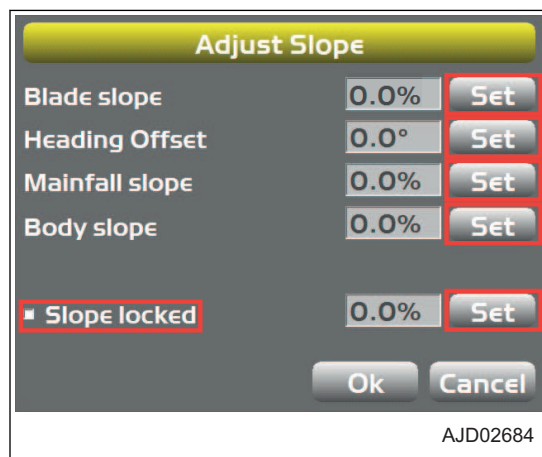 Adjust Slope
Blade slope 0.0% Set
Heading Offset 0.0° Set
Mainfall slope 0.0% Set
Body slope 0.0% Set
Slope locked 0.0% Set
Ok Cancel
AJD02684